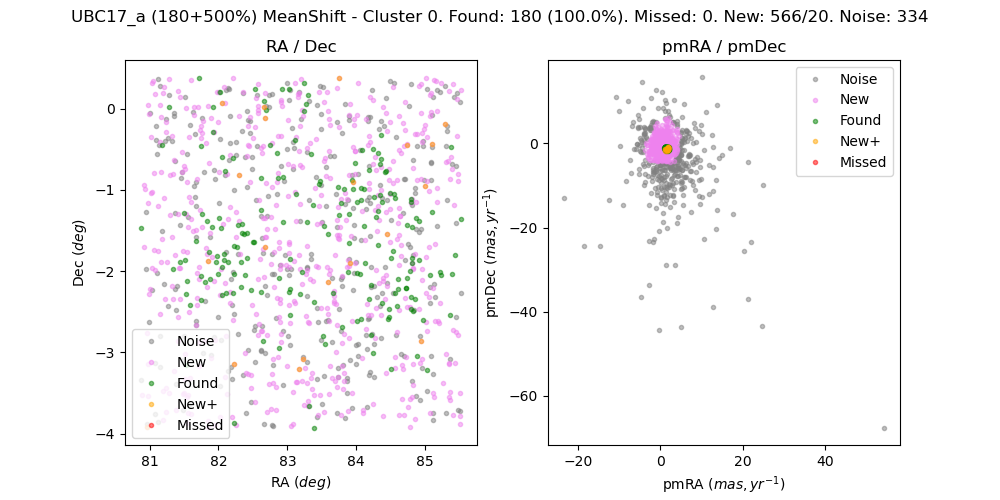 UBC17_a (180+500%) MeanShift - Cluster 0. Found: 180 (100.0%). Missed: 0. New: 566/20. Noise: 334
RA / Dec
0
−1
−2
−3
−4
Dec (deg)
Noise
New
Found
New+
Missed
81
82
83
84
85
RA (deg)
pmRA / pmDec
0
−20
−40
−60
pmDec (mas, yr⁻¹)
Noise
New
Found
New+
Missed
−20
0
20
40
pmRA (mas, yr⁻¹)